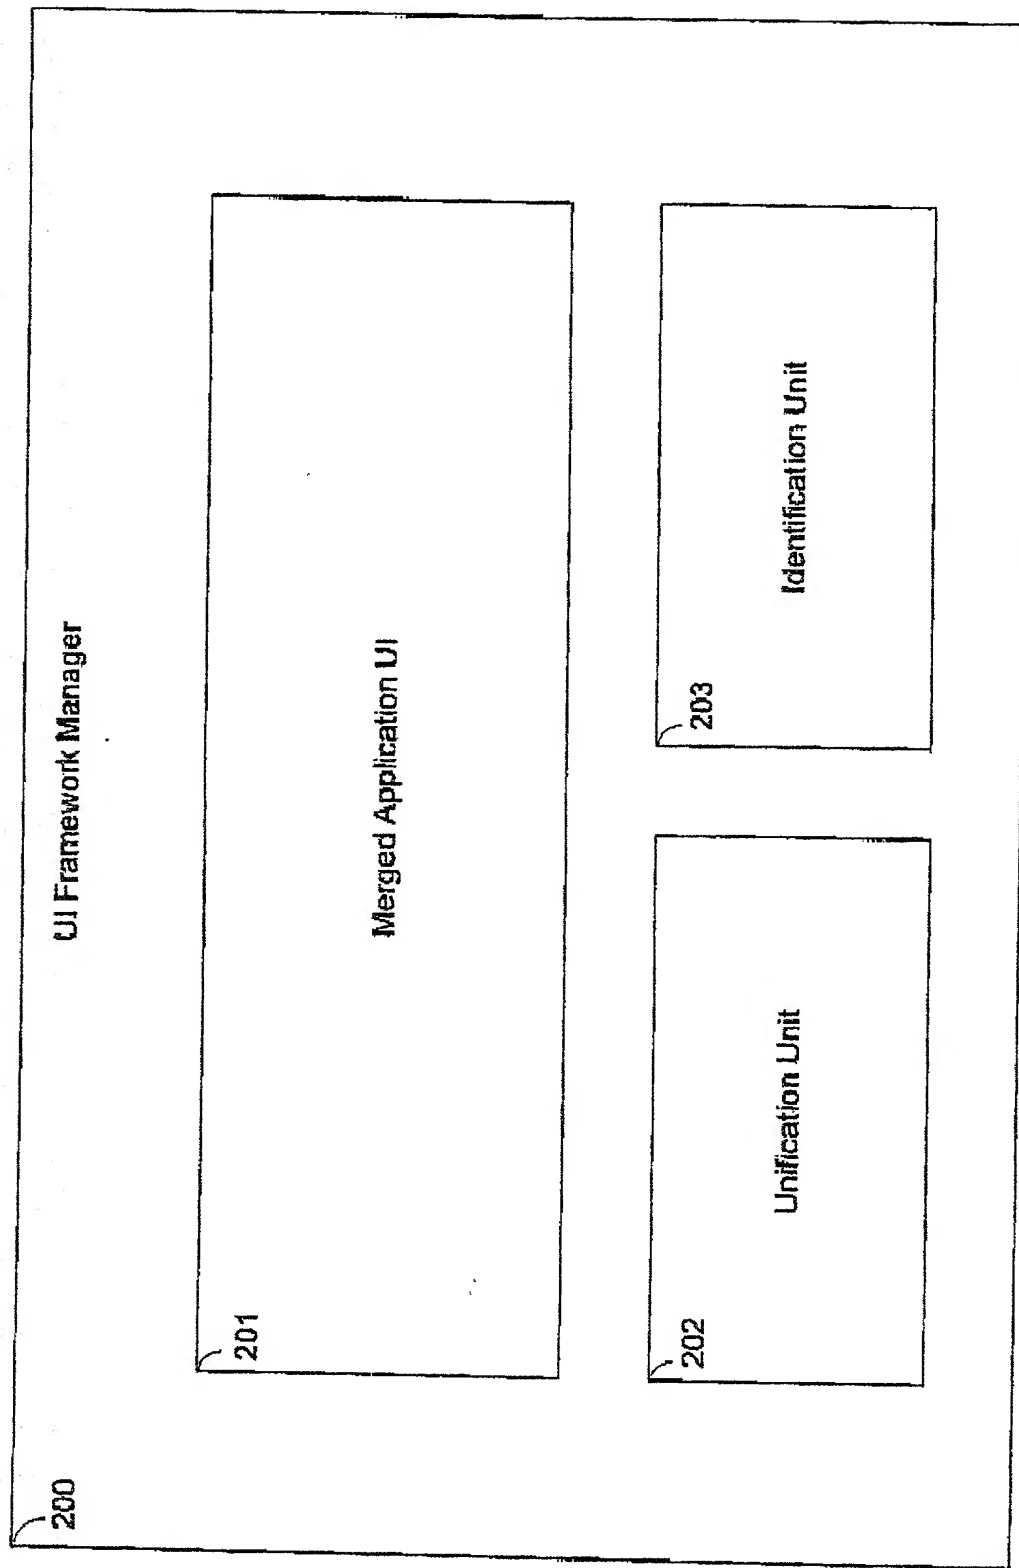 200
UI Framework Manager
201
Merged Application UI
202
Unification Unit
203
Identification Unit